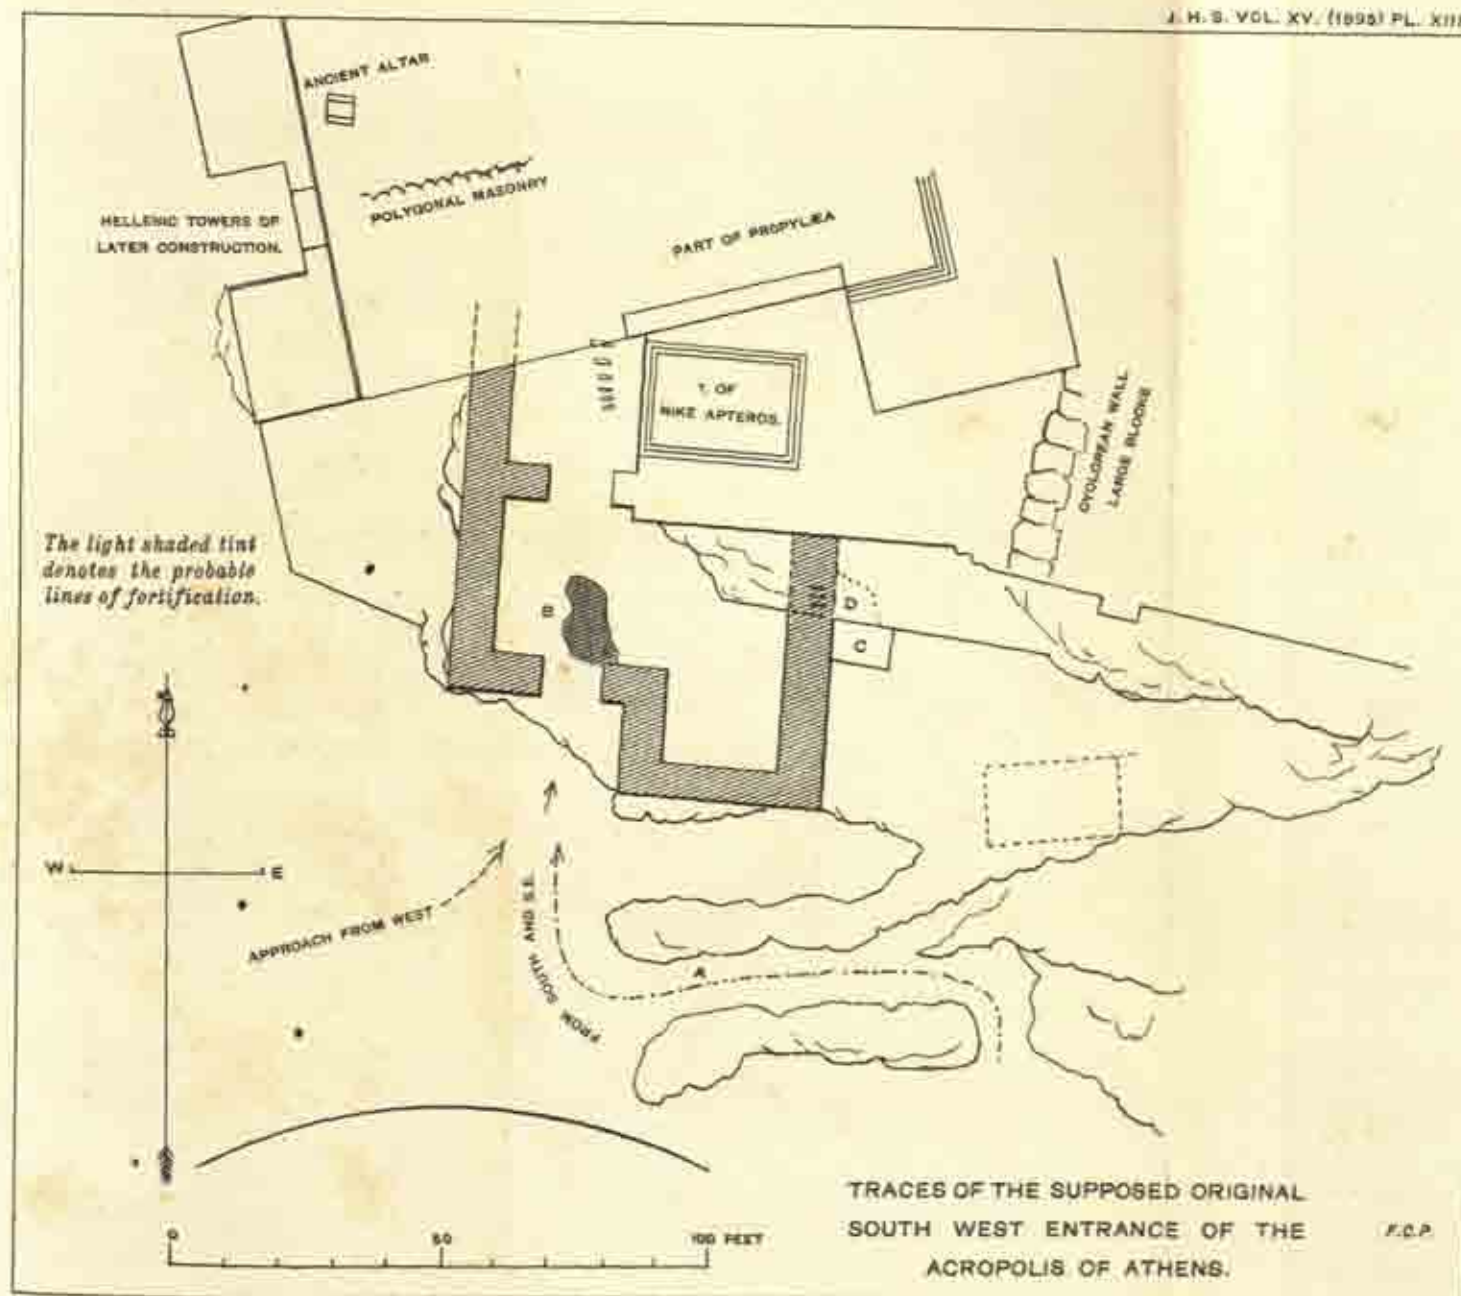 J. H. S. VOL. XV. (1895) PL. XIII
ANCIENT ALTAR
POLYGONAL MASONRY
HELLENIC TOWERS OF
LATER CONSTRUCTION.
PART OF PROPYLÆA
T. OF
NIKE APTEROS.
CYCLOPEAN WALL
LARGE BLOCKS
The light shaded tint
denotes the probable
lines of fortification.
B
D
C
W
E
APPROACH FROM WEST
FROM SOUTH AND S.E.
A
0 50 100 FEET
TRACES OF THE SUPPOSED ORIGINAL
SOUTH WEST ENTRANCE OF THE
ACROPOLIS OF ATHENS.
F.C.P.